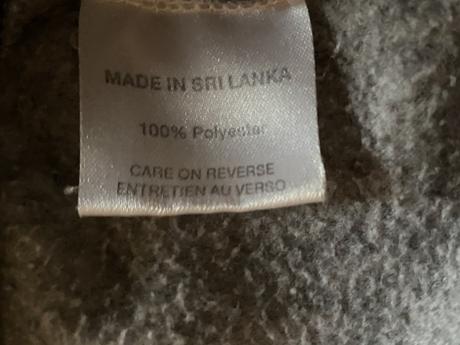 MADE IN SRI LANKA
100% Polyester
CARE ON REVERSE
ENTRETIEN AU VERSO